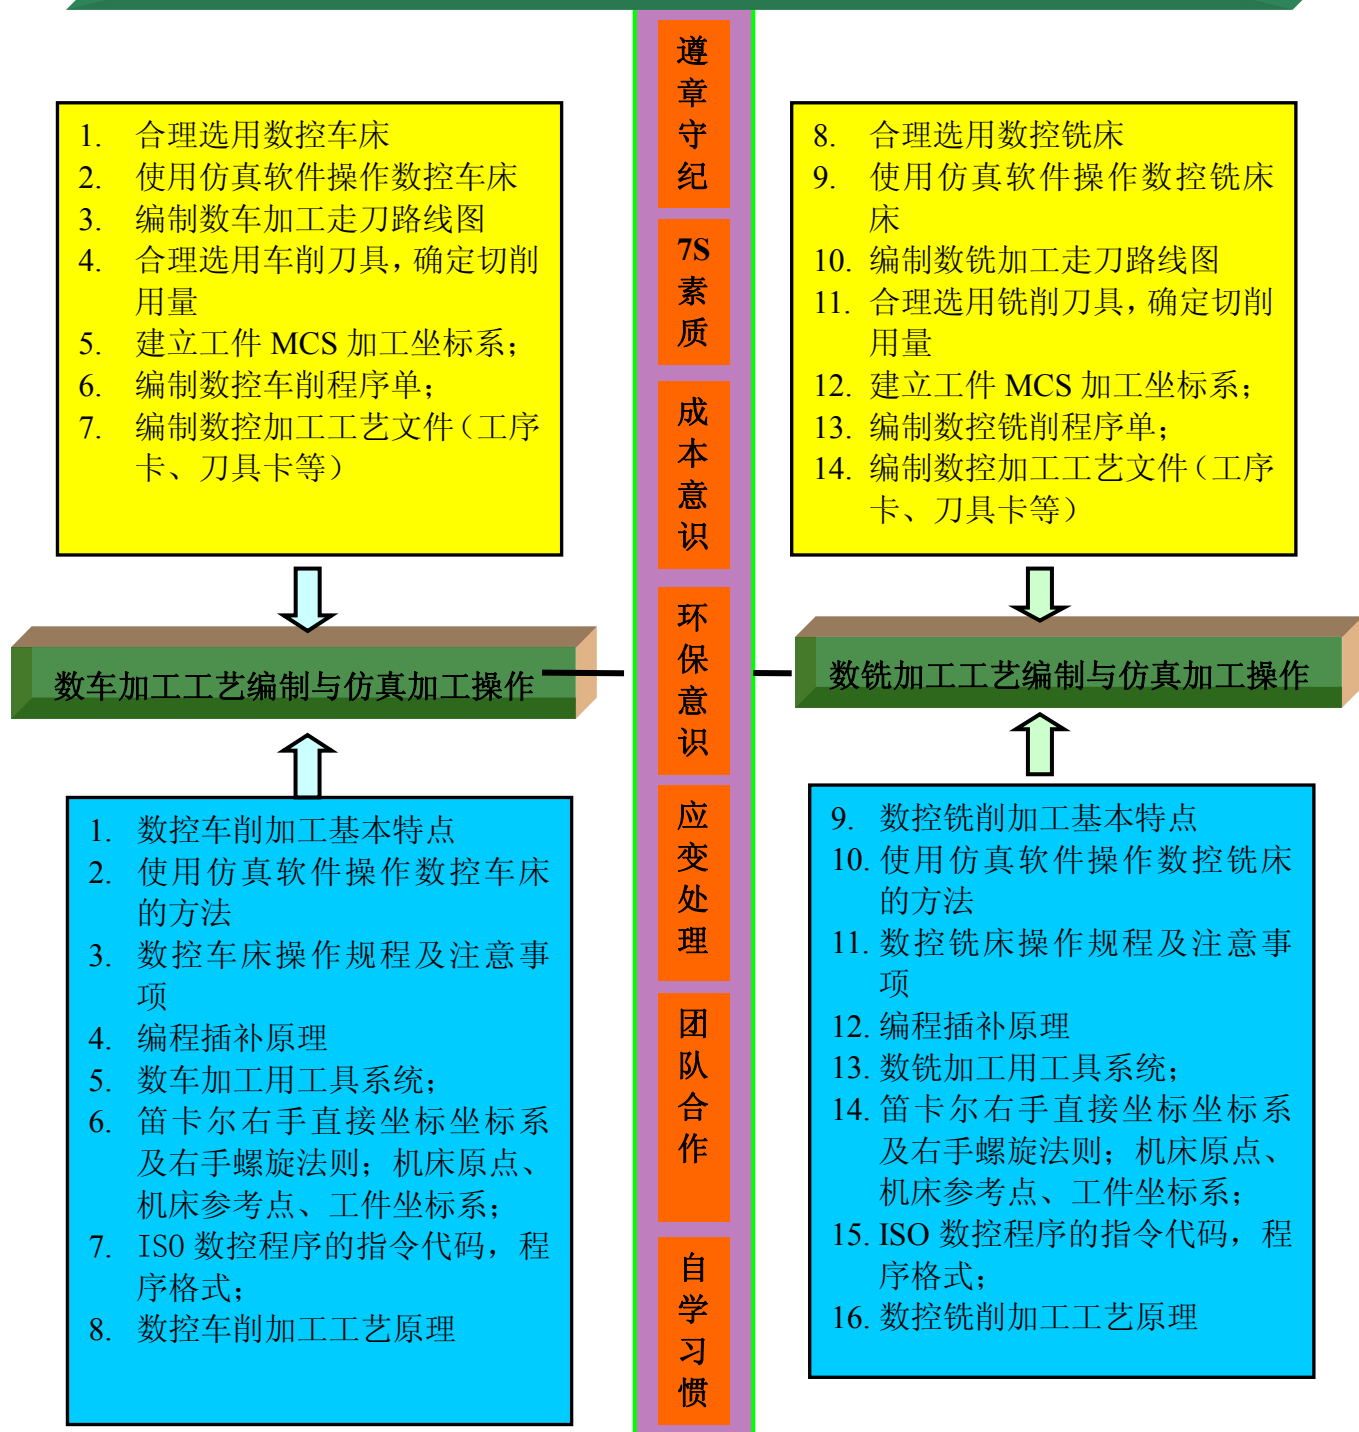 1. 合理选用数控车床
2. 使用仿真软件操作数控车床
3. 编制数车加工走刀路线图
4. 合理选用车削刀具，确定切削
用量
5. 建立工件 MCS 加工坐标系；
6. 编制数控车削程序单；
7. 编制数控加工工艺文件（工序
卡、刀具卡等）
数车加工工艺编制与仿真加工操作
1. 数控车削加工基本特点
2. 使用仿真软件操作数控车床
的方法
3. 数控车床操作规程及注意事
项
4. 编程插补原理
5. 数车加工用工具系统；
6. 笛卡尔右手直接坐标坐标系
及右手螺旋法则；机床原点、
机床参考点、工件坐标系；
7. ISO 数控程序的指令代码，程
序格式；
8. 数控车削加工工艺原理
遵章守纪
7S素质
成本意识
环保意识
应变处理
团队合作
自学习惯
8. 合理选用数控铣床
9. 使用仿真软件操作数控铣床
床
10. 编制数铣加工走刀路线图
11. 合理选用铣削刀具，确定切削
用量
12. 建立工件 MCS 加工坐标系；
13. 编制数控铣削程序单；
14. 编制数控加工工艺文件（工序
卡、刀具卡等）
数铣加工工艺编制与仿真加工操作
9. 数控铣削加工基本特点
10. 使用仿真软件操作数控铣床
的方法
11. 数控铣床操作规程及注意事
项
12. 编程插补原理
13. 数铣加工用工具系统；
14. 笛卡尔右手直接坐标坐标系
及右手螺旋法则；机床原点、
机床参考点、工件坐标系；
15. ISO 数控程序的指令代码，程
序格式；
16. 数控铣削加工工艺原理